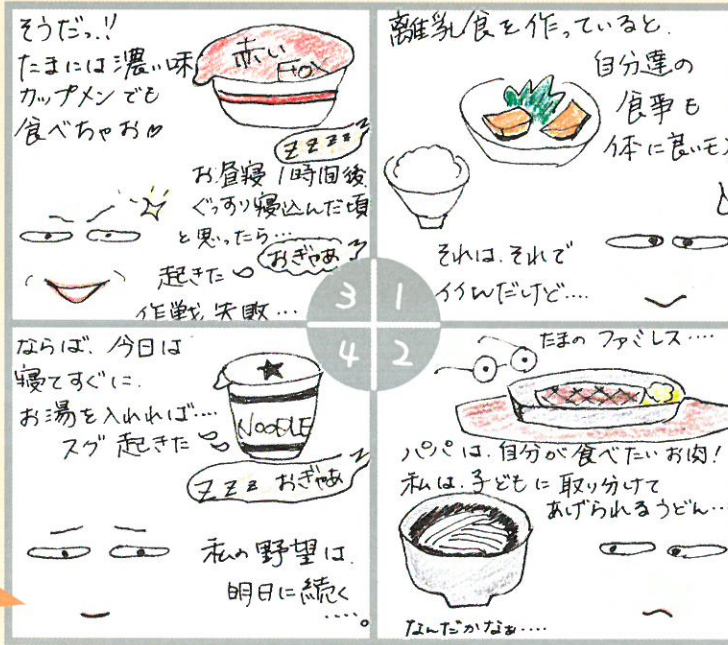 離乳食を作っていると.
自分達の
食事も
体に良いモ
それは.それで
イイんだけど....
1
たまの ファミレス....
パパは.自分が食べたいお肉!
私は.子どもに取り分けて
あげられるうどん...
なんだかなぁ....
2
そうだっ!!
たまには濃い味
カップメンでも
食べちゃお♡
赤い
FOX
ZZZZZ
お昼寝1時間後.
ぐっすり寝込んだ頃
と思ったら...
おぎゃあ
起きた
作戦失敗...
3
ならば.今日は
寝てすぐに.
お湯を入れれば....
スグ起きた
NOODLE
ZZZ おぎゃあ
私の野望は.
明日に続く
.....。
4